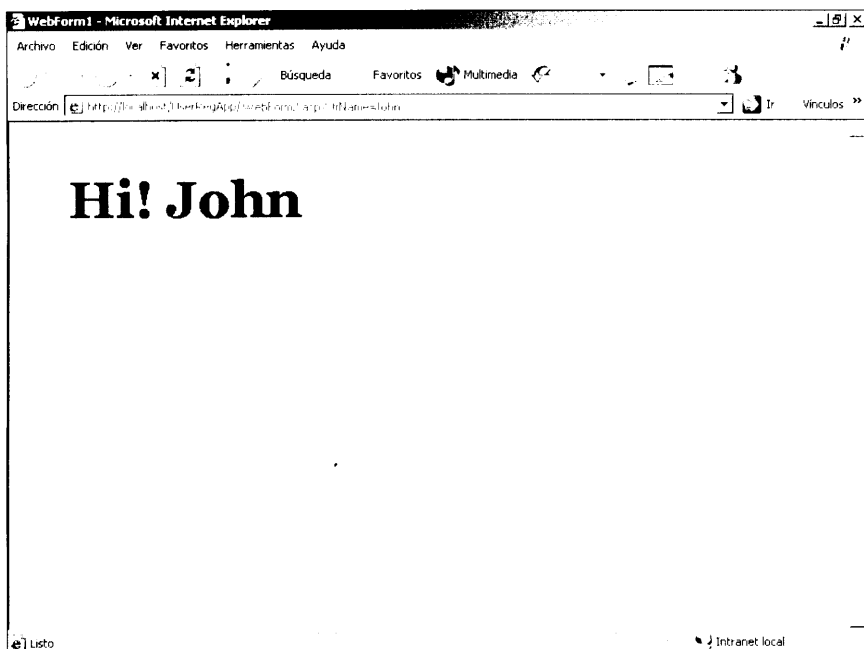 WebForm1 - Microsoft Internet Explorer
Archivo Edición Ver Favoritos Herramientas Ayuda
Búsqueda Favoritos Multimedia
Dirección Ir Vínculos »
Hi! John
Listo Intranet local